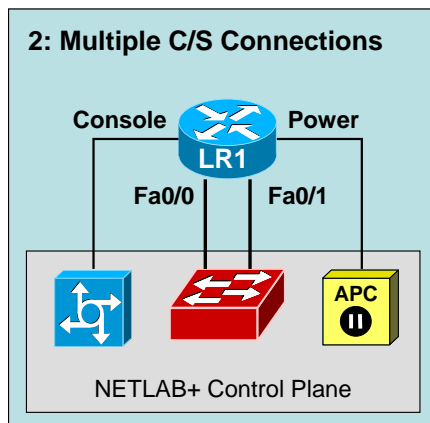 2: Multiple C/S Connections
Console
Power
LR1
Fa0/0
Fa0/1
APC
NETLAB+ Control Plane